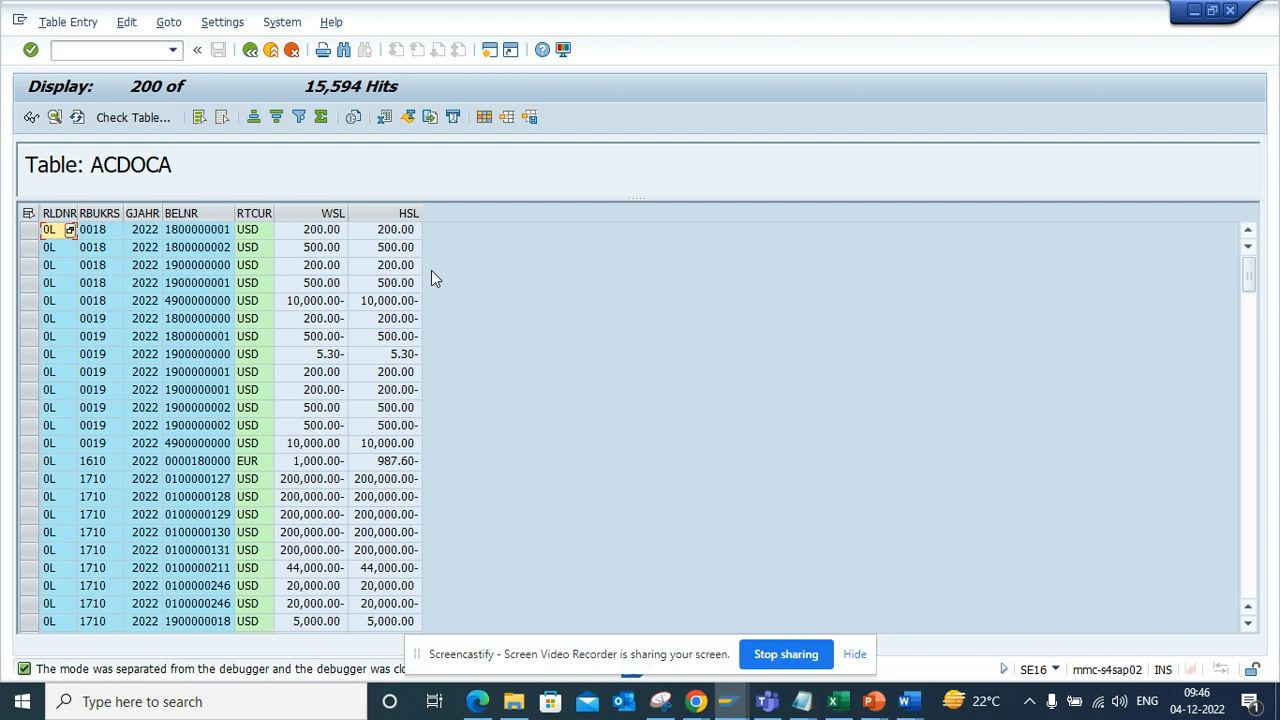 Table Entry Edit Goto Settings System Help
Display: 200 of 15,594 Hits
Check Table...
Table: ACDOCA
RLDNR RBUKRS GJAHR BELNR RTCUR WSL HSL
0L 0018 2022 1800000001 USD 200.00 200.00
0L 0018 2022 1800000002 USD 500.00 500.00
0L 0018 2022 1900000000 USD 200.00 200.00
0L 0018 2022 1900000001 USD 500.00 500.00
0L 0018 2022 4900000000 USD 10,000.00- 10,000.00-
0L 0019 2022 1800000000 USD 200.00- 200.00-
0L 0019 2022 1800000001 USD 500.00- 500.00-
0L 0019 2022 1900000000 USD 5.30- 5.30-
0L 0019 2022 1900000001 USD 200.00 200.00
0L 0019 2022 1900000001 USD 200.00- 200.00-
0L 0019 2022 1900000002 USD 500.00 500.00
0L 0019 2022 1900000002 USD 500.00- 500.00-
0L 0019 2022 4900000000 USD 10,000.00 10,000.00
0L 1610 2022 0000180000 EUR 1,000.00- 987.60-
0L 1710 2022 0100000127 USD 200,000.00- 200,000.00-
0L 1710 2022 0100000128 USD 200,000.00- 200,000.00-
0L 1710 2022 0100000129 USD 200,000.00- 200,000.00-
0L 1710 2022 0100000130 USD 200,000.00- 200,000.00-
0L 1710 2022 0100000131 USD 200,000.00- 200,000.00-
0L 1710 2022 0100000211 USD 44,000.00- 44,000.00-
0L 1710 2022 0100000246 USD 20,000.00 20,000.00
0L 1710 2022 0100000246 USD 20,000.00- 20,000.00-
0L 1710 2022 1900000018 USD 5,000.00 5,000.00
Screencastify - Screen Video Recorder is sharing your screen. Stop sharing Hide
The mode was separated from the debugger and the debugger was clo SE16 mmc-s4sap02 INS
Type here to search 22°C ENG 09:46
04-12-2022